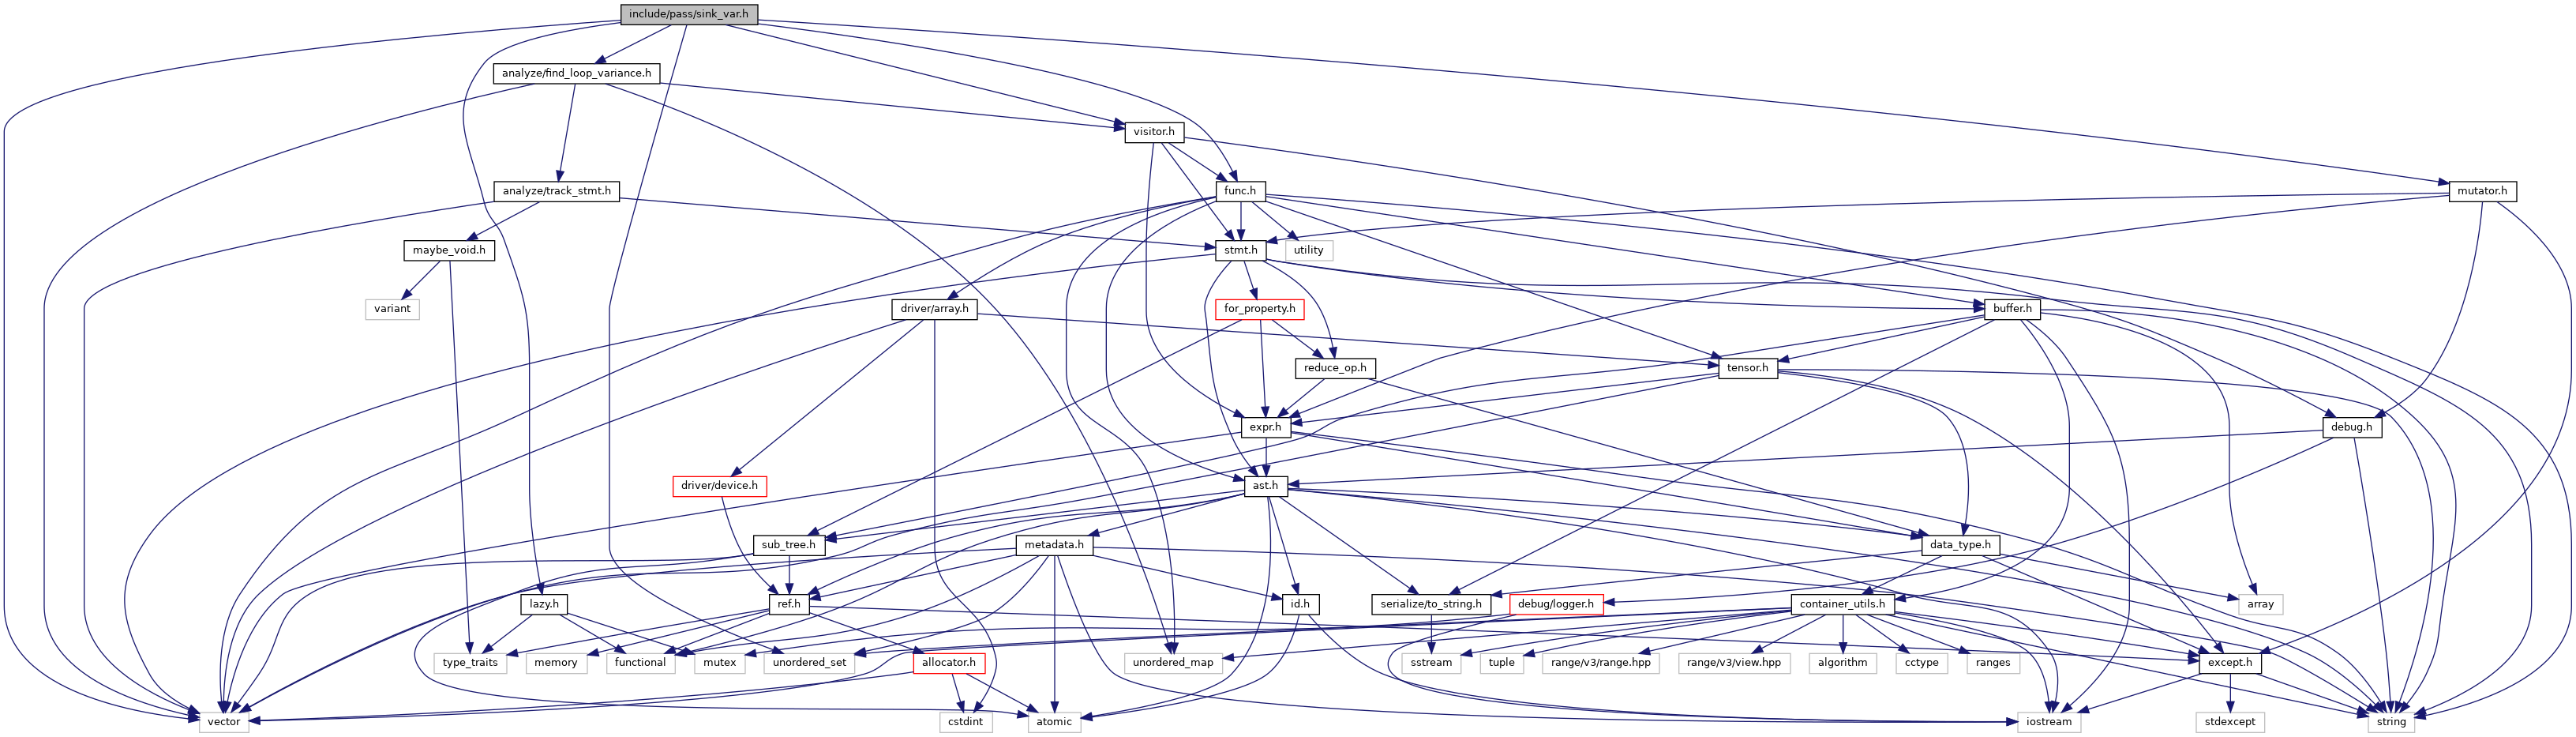 include/pass/sink_var.h
analyze/find_loop_variance.h
visitor.h
analyze/track_stmt.h
func.h
mutator.h
maybe_void.h
stmt.h
utility
variant
driver/array.h
for_property.h
buffer.h
reduce_op.h
tensor.h
expr.h
debug.h
driver/device.h
ast.h
sub_tree.h
metadata.h
data_type.h
lazy.h
ref.h
id.h
serialize/to_string.h
debug/logger.h
container_utils.h
array
type_traits
memory
functional
mutex
unordered_set
allocator.h
unordered_map
sstream
tuple
range/v3/range.hpp
range/v3/view.hpp
algorithm
cctype
ranges
except.h
vector
cstdint
atomic
iostream
stdexcept
string